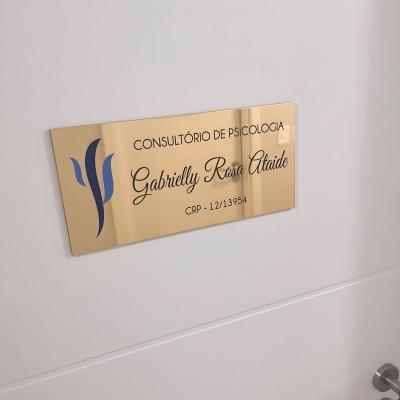 CONSULTÓRIO DE PSICOLOGIA
Gabrielly Rosa Ataide
CRP - 12/13954